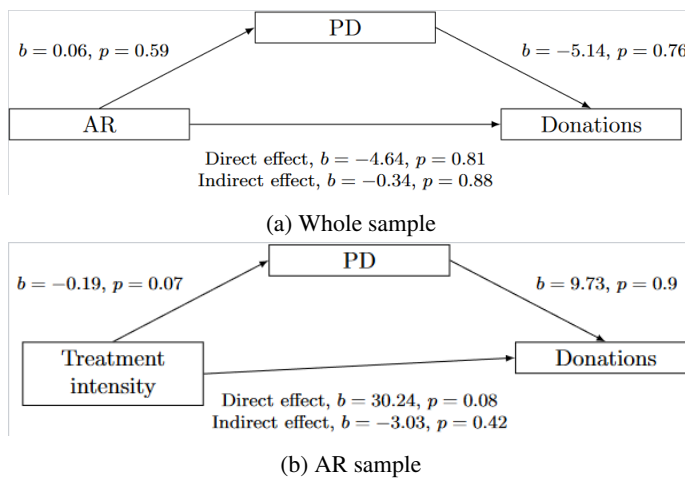 PD
b = 0.06, p = 0.59
b = −5.14, p = 0.76
AR
Donations
Direct effect, b = −4.64, p = 0.81
Indirect effect, b = −0.34, p = 0.88
(a) Whole sample
PD
b = −0.19, p = 0.07
b = 9.73, p = 0.9
Treatment
intensity
Donations
Direct effect, b = 30.24, p = 0.08
Indirect effect, b = −3.03, p = 0.42
(b) AR sample